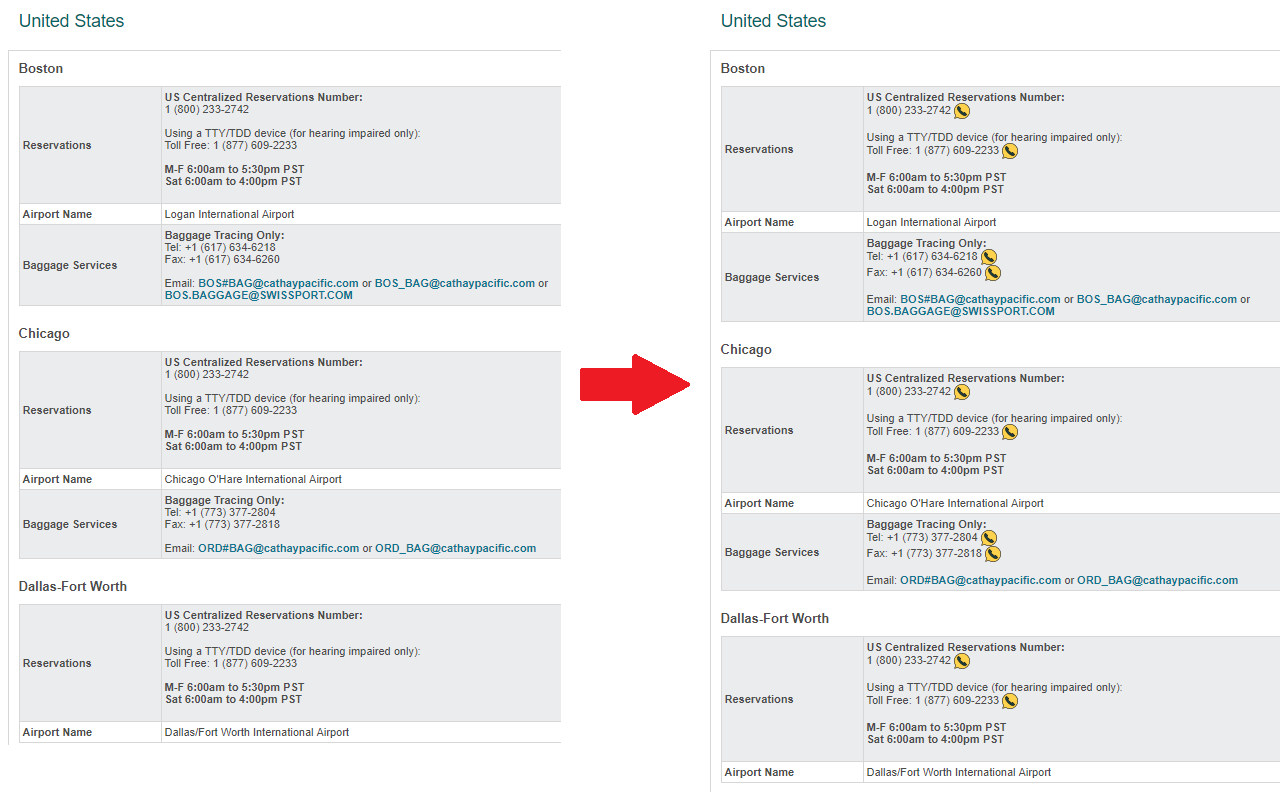 United States
Boston
Reservations
US Centralized Reservations Number:
1 (800) 233-2742
Using a TTY/TDD device (for hearing impaired only):
Toll Free: 1 (877) 609-2233
M-F 6:00am to 5:30pm PST
Sat 6:00am to 4:00pm PST
Airport Name
Logan International Airport
Baggage Services
Baggage Tracing Only:
Tel: +1 (617) 634-6218
Fax: +1 (617) 634-6260
Email: BOS#BAG@cathaypacific.com or BOS_BAG@cathaypacific.com or
BOS.BAGGAGE@SWISSPORT.COM
Chicago
Reservations
US Centralized Reservations Number:
1 (800) 233-2742
Using a TTY/TDD device (for hearing impaired only):
Toll Free: 1 (877) 609-2233
M-F 6:00am to 5:30pm PST
Sat 6:00am to 4:00pm PST
Airport Name
Chicago O'Hare International Airport
Baggage Services
Baggage Tracing Only:
Tel: +1 (773) 377-2804
Fax: +1 (773) 377-2818
Email: ORD#BAG@cathaypacific.com or ORD_BAG@cathaypacific.com
Dallas-Fort Worth
Reservations
US Centralized Reservations Number:
1 (800) 233-2742
Using a TTY/TDD device (for hearing impaired only):
Toll Free: 1 (877) 609-2233
M-F 6:00am to 5:30pm PST
Sat 6:00am to 4:00pm PST
Airport Name
Dallas/Fort Worth International Airport
United States
Boston
Reservations
US Centralized Reservations Number:
1 (800) 233-2742
Using a TTY/TDD device (for hearing impaired only):
Toll Free: 1 (877) 609-2233
M-F 6:00am to 5:30pm PST
Sat 6:00am to 4:00pm PST
Airport Name
Logan International Airport
Baggage Services
Baggage Tracing Only:
Tel: +1 (617) 634-6218
Fax: +1 (617) 634-6260
Email: BOS#BAG@cathaypacific.com or BOS_BAG@cathaypacific.com or
BOS.BAGGAGE@SWISSPORT.COM
Chicago
Reservations
US Centralized Reservations Number:
1 (800) 233-2742
Using a TTY/TDD device (for hearing impaired only):
Toll Free: 1 (877) 609-2233
M-F 6:00am to 5:30pm PST
Sat 6:00am to 4:00pm PST
Airport Name
Chicago O'Hare International Airport
Baggage Services
Baggage Tracing Only:
Tel: +1 (773) 377-2804
Fax: +1 (773) 377-2818
Email: ORD#BAG@cathaypacific.com or ORD_BAG@cathaypacific.com
Dallas-Fort Worth
Reservations
US Centralized Reservations Number:
1 (800) 233-2742
Using a TTY/TDD device (for hearing impaired only):
Toll Free: 1 (877) 609-2233
M-F 6:00am to 5:30pm PST
Sat 6:00am to 4:00pm PST
Airport Name
Dallas/Fort Worth International Airport